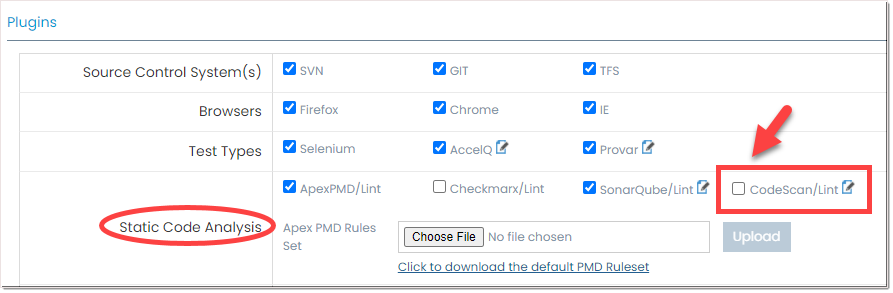 Plugins
Source Control System(s) SVN GIT TFS
Browsers Firefox Chrome IE
Test Types Selenium AccelQ Provar
ApexPMD/Lint Checkmarx/Lint SonarQube/Lint CodeScan/Lint
Static Code Analysis Apex PMD Rules Set Choose File No file chosen Upload
Click to download the default PMD Ruleset